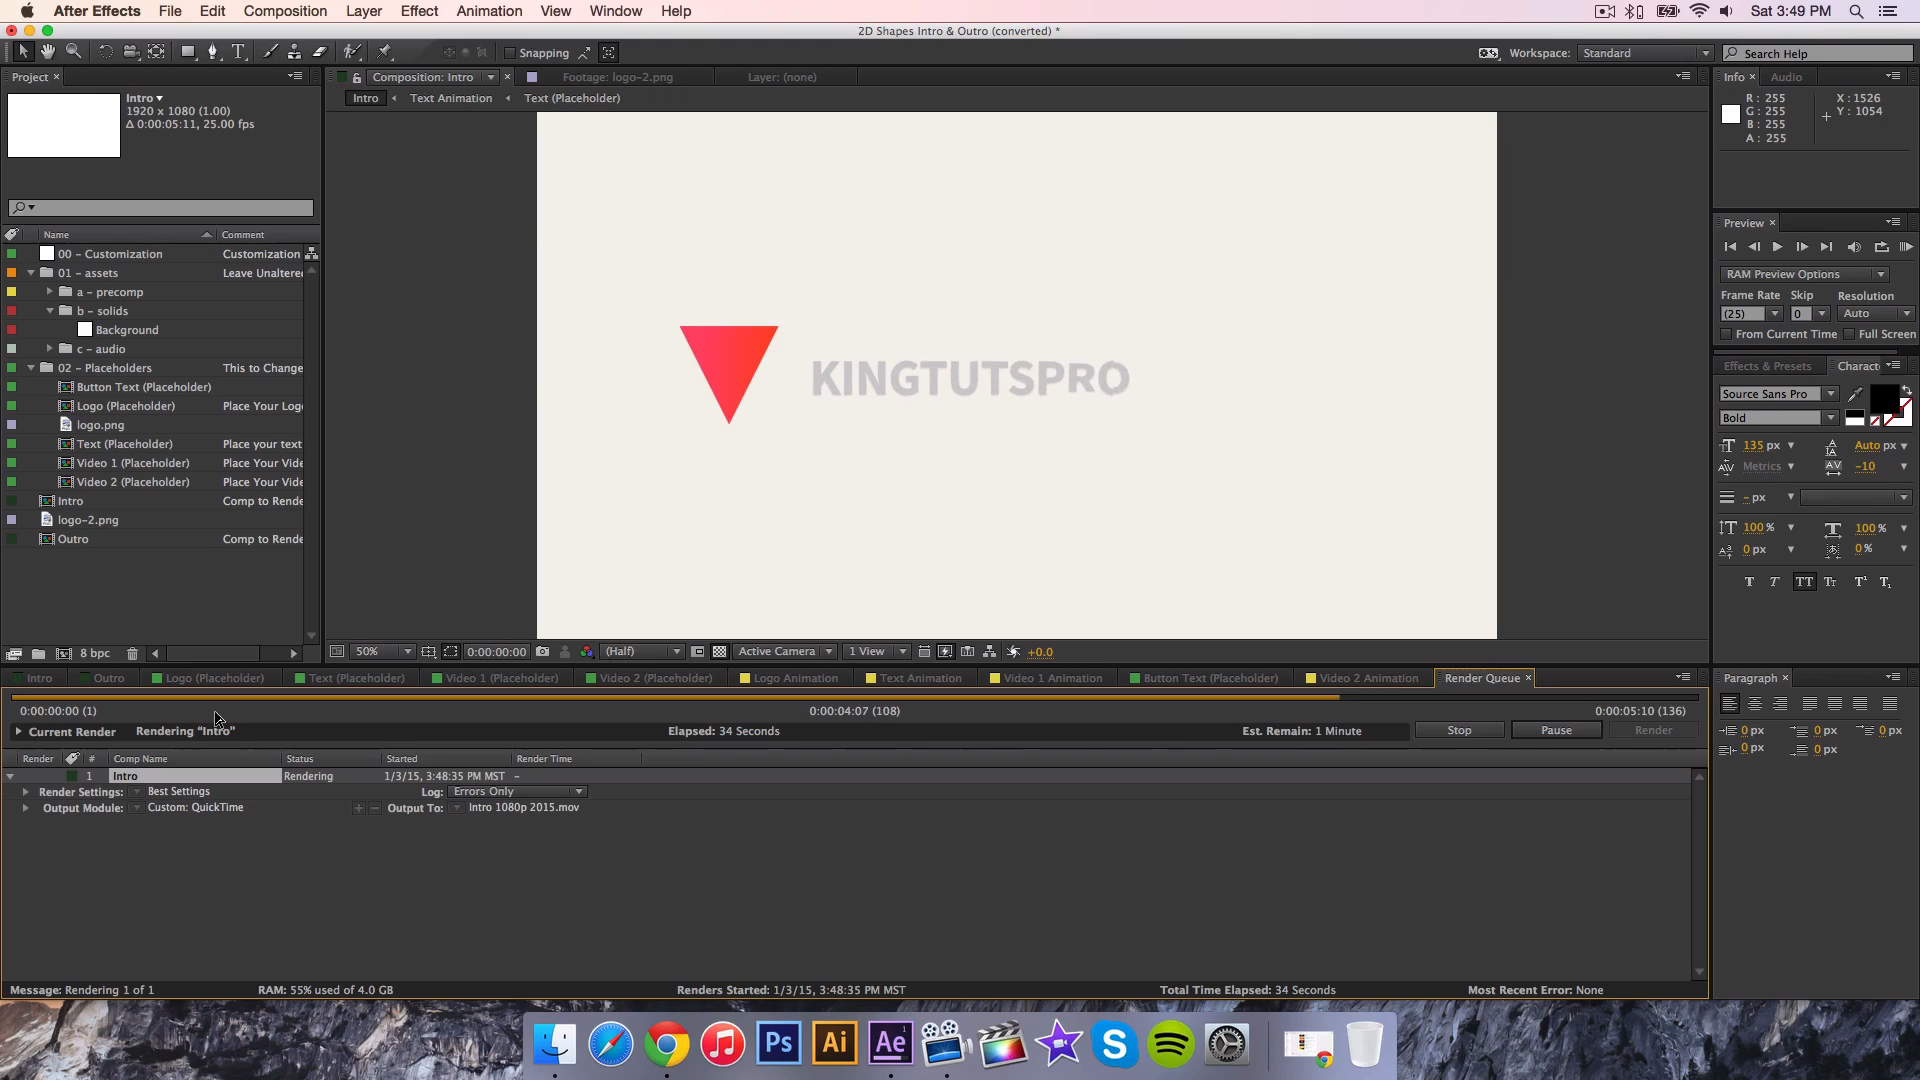 After Effects File Edit Composition Layer Effect Animation View Window Help Sat 3:49 PM
2D Shapes Intro & Outro (converted) *
Snapping Workspace: Standard Search Help
Project × Composition: Intro × Footage: logo-2.png Layer: (none) Info × Audio
Intro Text Animation Text (Placeholder)
Intro
1920 x 1080 (1.00)
Δ 0:00:05:11, 25.00 fps
R: 255 X: 1526
G: 255 Y: 1054
B: 255
A: 255
Name Comment
00 - Customization Customization
01 - assets Leave Unaltere
a - precomp
b - solids
Background
c - audio
02 - Placeholders This to Change
Button Text (Placeholder)
Logo (Placeholder) Place Your Log
logo.png
Text (Placeholder) Place your text
Video 1 (Placeholder) Place Your Vide
Video 2 (Placeholder) Place Your Vide
Intro Comp to Rende
logo-2.png
Outro Comp to Rende
8 bpc
KINGTUTSPRO
Preview ×
RAM Preview Options
Frame Rate Skip Resolution
(25) 0 Auto
From Current Time Full Screen
Effects & Presets Charact
Source Sans Pro
Bold
135 px Auto px
Metrics -10
- px
100 % 100 %
0 px 0 %
T T TT Tt T¹ T₁
50% 0:00:00:00 (Half) Active Camera 1 View +0.0
Intro Outro Logo (Placeholder) Text (Placeholder) Video 1 (Placeholder) Video 2 (Placeholder) Logo Animation Text Animation Video 1 Animation Button Text (Placeholder) Video 2 Animation Render Queue ×
0:00:00:00 (1) 0:00:04:07 (108) 0:00:05:10 (136)
Current Render Rendering "Intro" Elapsed: 34 Seconds Est. Remain: 1 Minute Stop Pause Render
Render # Comp Name Status Started Render Time
1 Intro Rendering 1/3/15, 3:48:35 PM MST -
Render Settings: Best Settings Log: Errors Only
Output Module: Custom: QuickTime Output To: Intro 1080p 2015.mov
Message: Rendering 1 of 1 RAM: 55% used of 4.0 GB Renders Started: 1/3/15, 3:48:35 PM MST Total Time Elapsed: 34 Seconds Most Recent Error: None
Paragraph ×
0 px 0 px 0 px
0 px 0 px
Ps Ai Ae